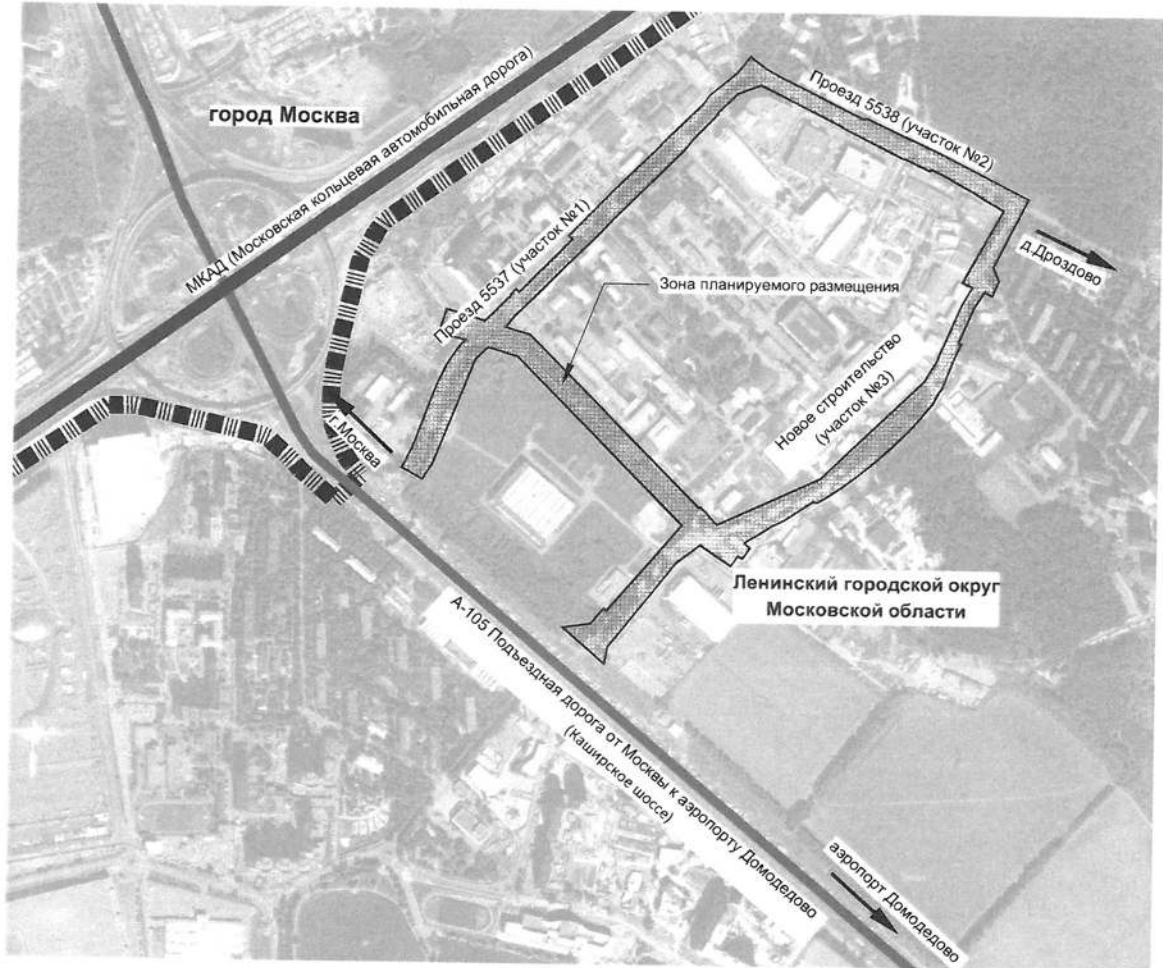 город Москва
МКАД (Московская кольцевая автомобильная дорога)
Проезд 5538 (участок №2)
Проезд 5537 (участок №1)
д.Дроздово
Зона планируемого размещения
Новое строительство
(участок №3)
г.Москва
Ленинский городской округ
Московской области
А-105 Подъездная дорога от Москвы к аэропорту Домодедово
(Каширское шоссе)
аэропорт Домодедово